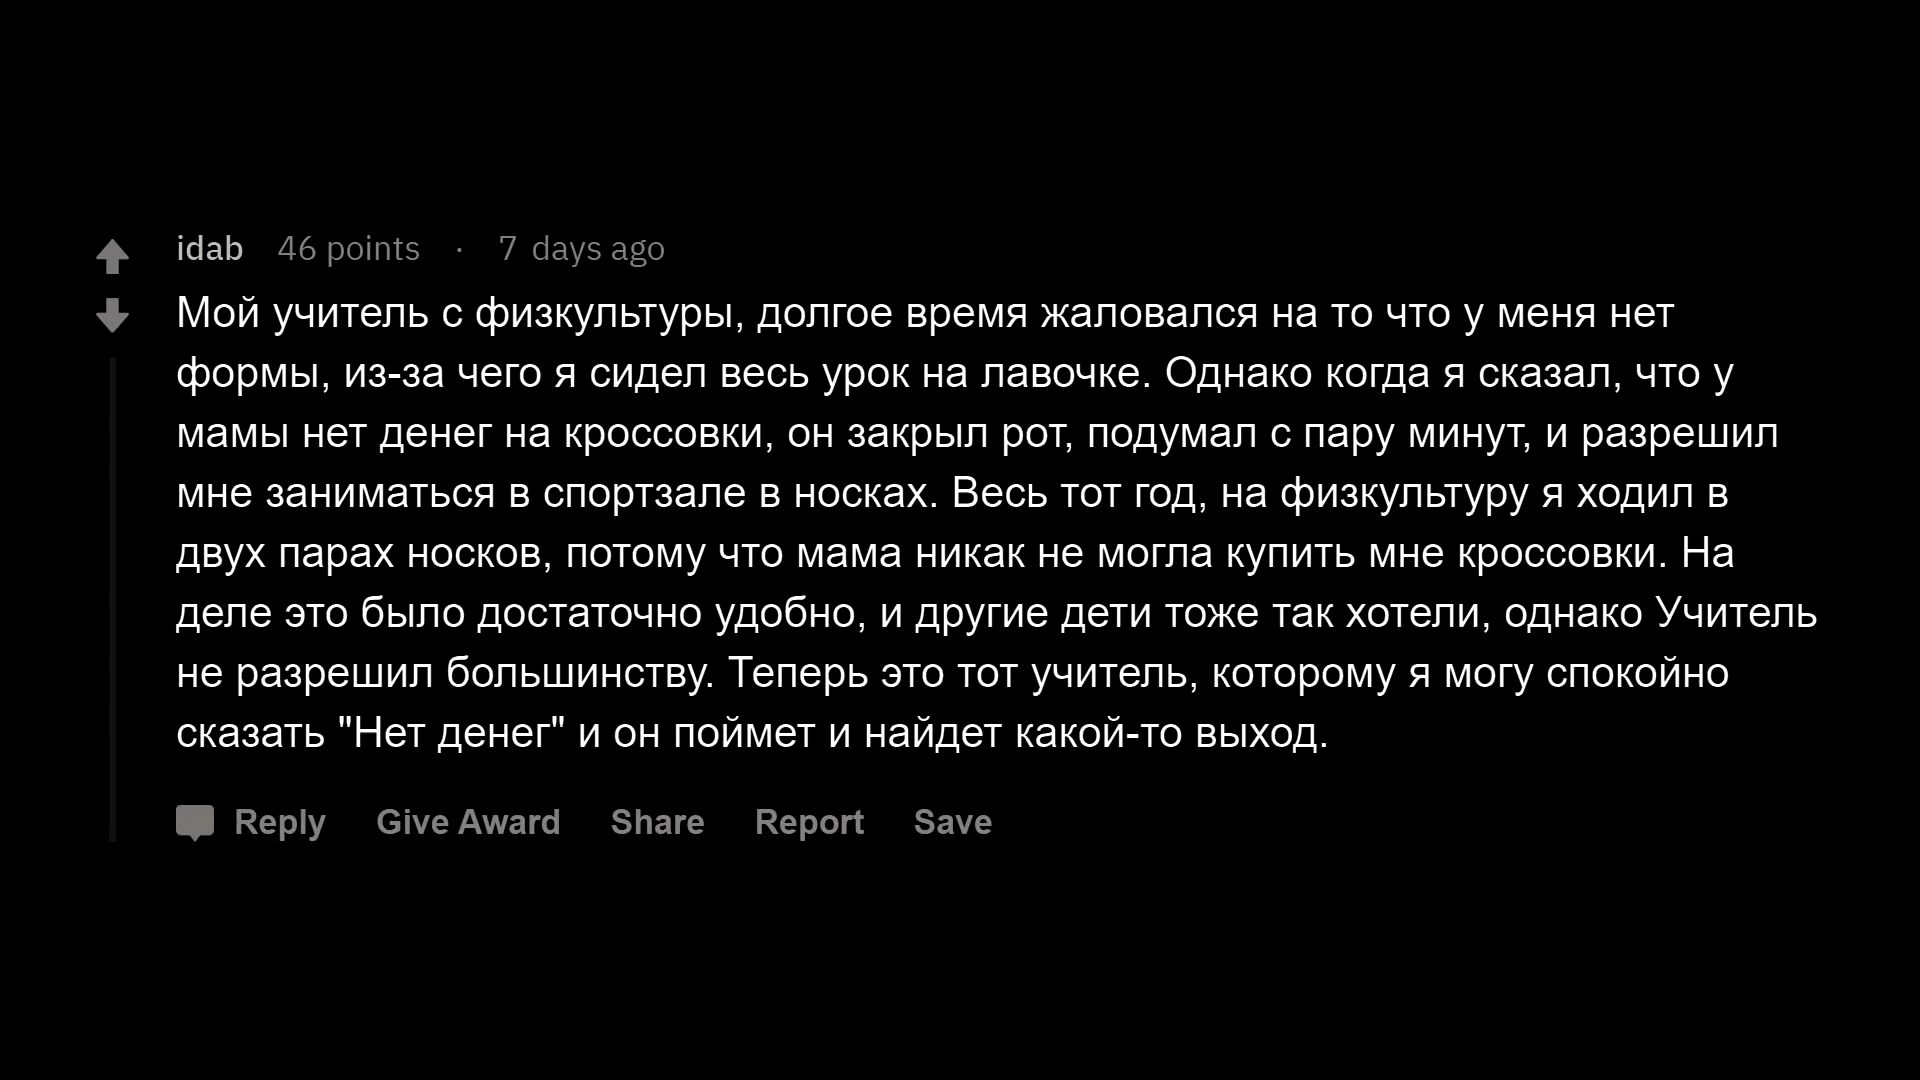 idab 46 points · 7 days ago
Мой учитель с физкультуры, долгое время жаловался на то что у меня нет
формы, из-за чего я сидел весь урок на лавочке. Однако когда я сказал, что у
мамы нет денег на кроссовки, он закрыл рот, подумал с пару минут, и разрешил
мне заниматься в спортзале в носках. Весь тот год, на физкультуру я ходил в
двух парах носков, потому что мама никак не могла купить мне кроссовки. На
деле это было достаточно удобно, и другие дети тоже так хотели, однако Учитель
не разрешил большинству. Теперь это тот учитель, которому я могу спокойно
сказать "Нет денег" и он поймет и найдет какой-то выход.
Reply Give Award Share Report Save